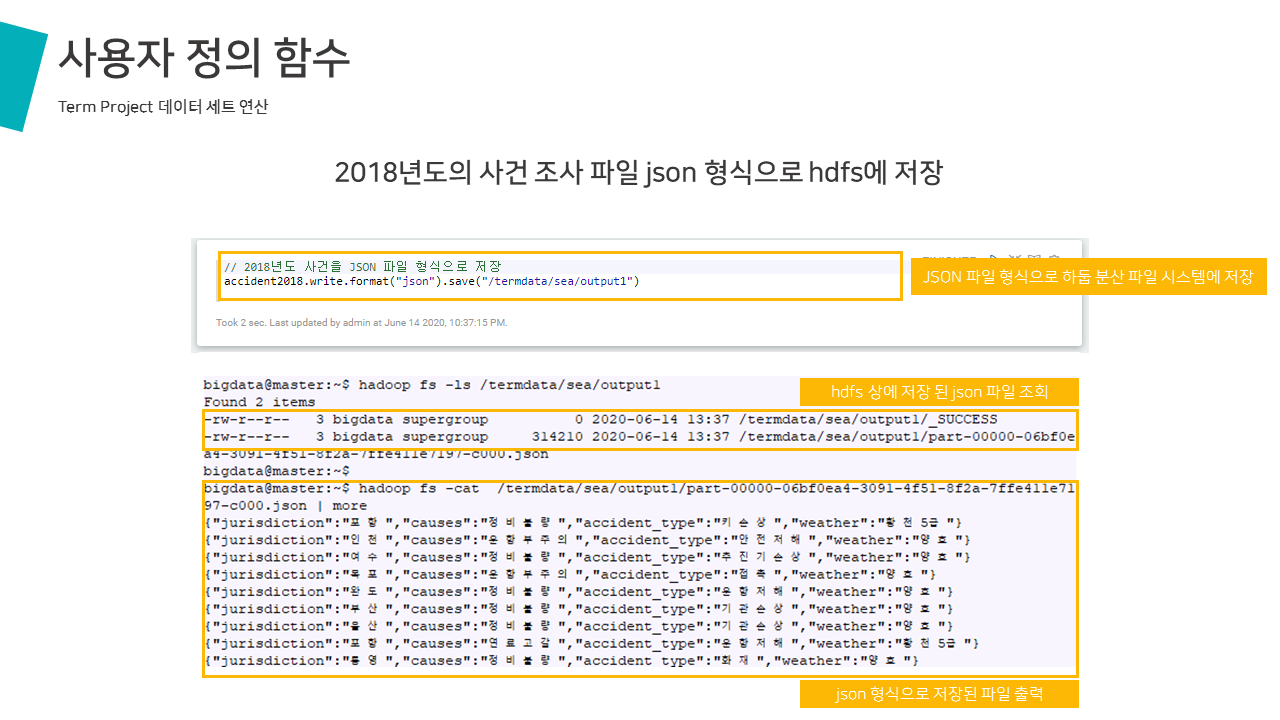 사용자 정의 함수
Term Project 데이터 세트 연산
2018년도의 사건 조사 파일 json 형식으로 hdfs에 저장
// 2018년도 사건을 JSON 파일 형식으로 저장
accident2018.write.format("json").save("/termdata/sea/output1")
JSON 파일 형식으로 하둡 분산 파일 시스템에 저장
Took 2 sec. Last updated by admin at June 14 2020, 10:37:15 PM.
bigdata@master:~$ hadoop fs -ls /termdata/sea/output1
hdfs 상에 저장 된 json 파일 조회
Found 2 items
-rw-r--r-- 3 bigdata supergroup 0 2020-06-14 13:37 /termdata/sea/output1/_SUCCESS
-rw-r--r-- 3 bigdata supergroup 314210 2020-06-14 13:37 /termdata/sea/output1/part-00000-06bf0e
a4-3091-4f51-8f2a-7ffe411e7197-c000.json
bigdata@master:~$
bigdata@master:~$ hadoop fs -cat /termdata/sea/output1/part-00000-06bf0ea4-3091-4f51-8f2a-7ffe411e71
97-c000.json | more
{"jurisdiction":"포항","causes":"정비불량","accident_type":"키손상","weather":"황천5급"}
{"jurisdiction":"인천","causes":"운항부주의","accident_type":"안전저해","weather":"양호"}
{"jurisdiction":"여수","causes":"정비불량","accident_type":"추진기손상","weather":"양호"}
{"jurisdiction":"목포","causes":"운항부주의","accident_type":"접촉","weather":"양호"}
{"jurisdiction":"완도","causes":"정비불량","accident_type":"운항저해","weather":"양호"}
{"jurisdiction":"부산","causes":"정비불량","accident_type":"기관손상","weather":"양호"}
{"jurisdiction":"울산","causes":"정비불량","accident_type":"기관손상","weather":"양호"}
{"jurisdiction":"포항","causes":"연료고갈","accident_type":"운항저해","weather":"황천5급"}
{"jurisdiction":"통영","causes":"정비불량","accident_type":"화재","weather":"양호"}
json 형식으로 저장된 파일 출력